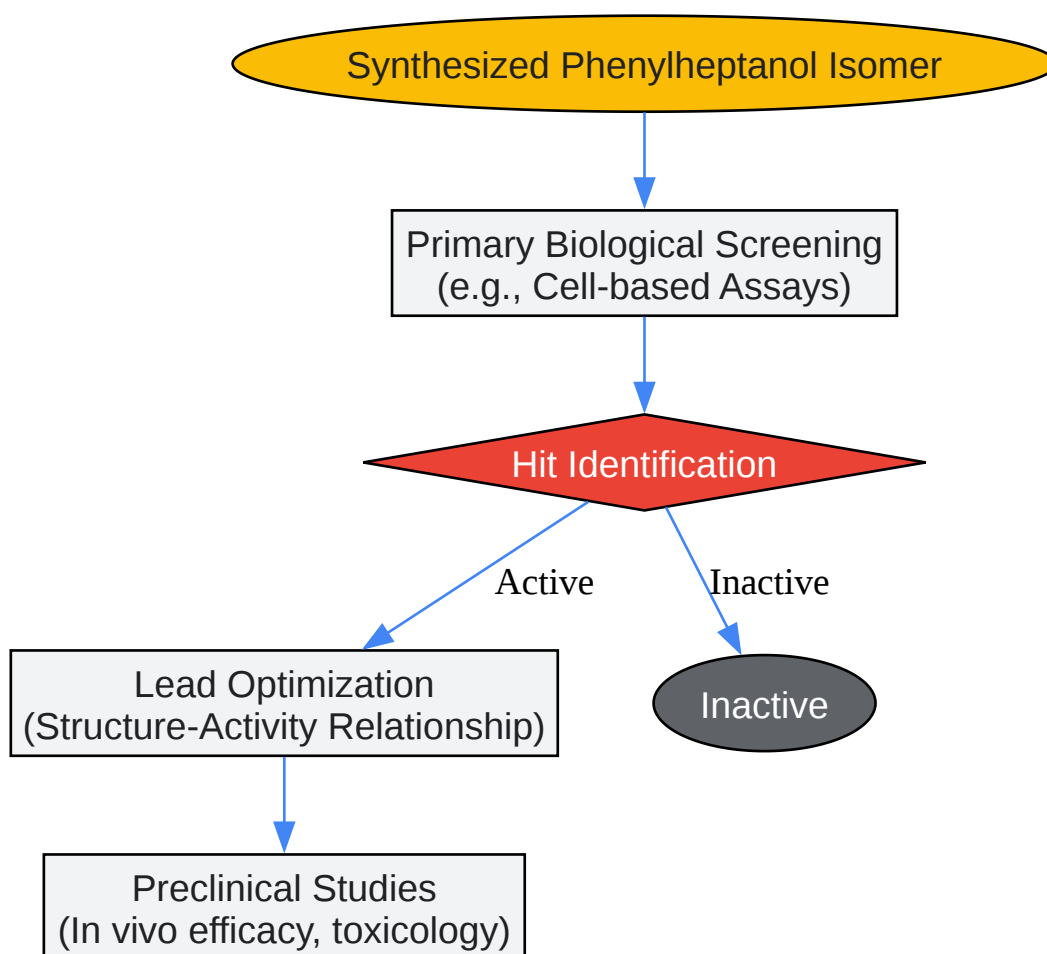 Synthesized Phenylheptanol Isomer
Primary Biological Screening
(e.g., Cell-based Assays)
Hit Identification
Active
Inactive
Lead Optimization
(Structure-Activity Relationship)
Inactive
Preclinical Studies
(In vivo efficacy, toxicology)